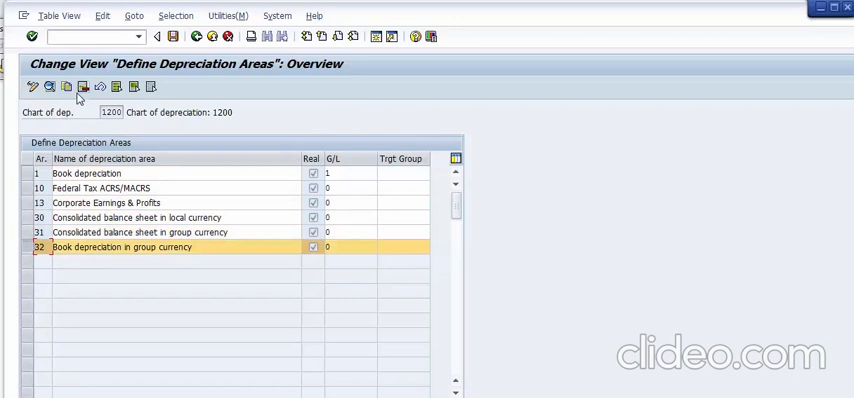 Table View Edit Goto Selection Utilities(M) System Help
Change View "Define Depreciation Areas": Overview
Chart of dep. 1200 Chart of depreciation: 1200
Define Depreciation Areas
Ar. Name of depreciation area Real G/L Trgt Group
1 Book depreciation 1
10 Federal Tax ACRS/MACRS 0
13 Corporate Earnings & Profits 0
30 Consolidated balance sheet in local currency 0
31 Consolidated balance sheet in group currency 0
32 Book depreciation in group currency 0
clideo.com